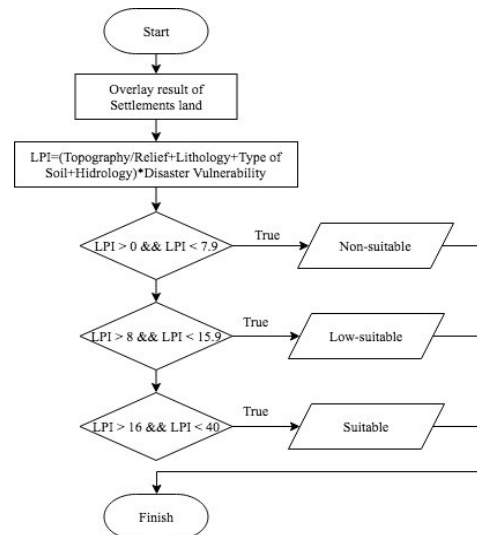 Start
Overlay result of
Settlements land
LPI=(Topography/Relief+Lithology+Type of
Soil+Hidrology)*Disaster Vulnerability
LPI > 0 && LPI < 7.9
True
Non-suitable
LPI > 8 && LPI < 15.9
True
Low-suitable
LPI > 16 && LPI < 40
True
Suitable
Finish